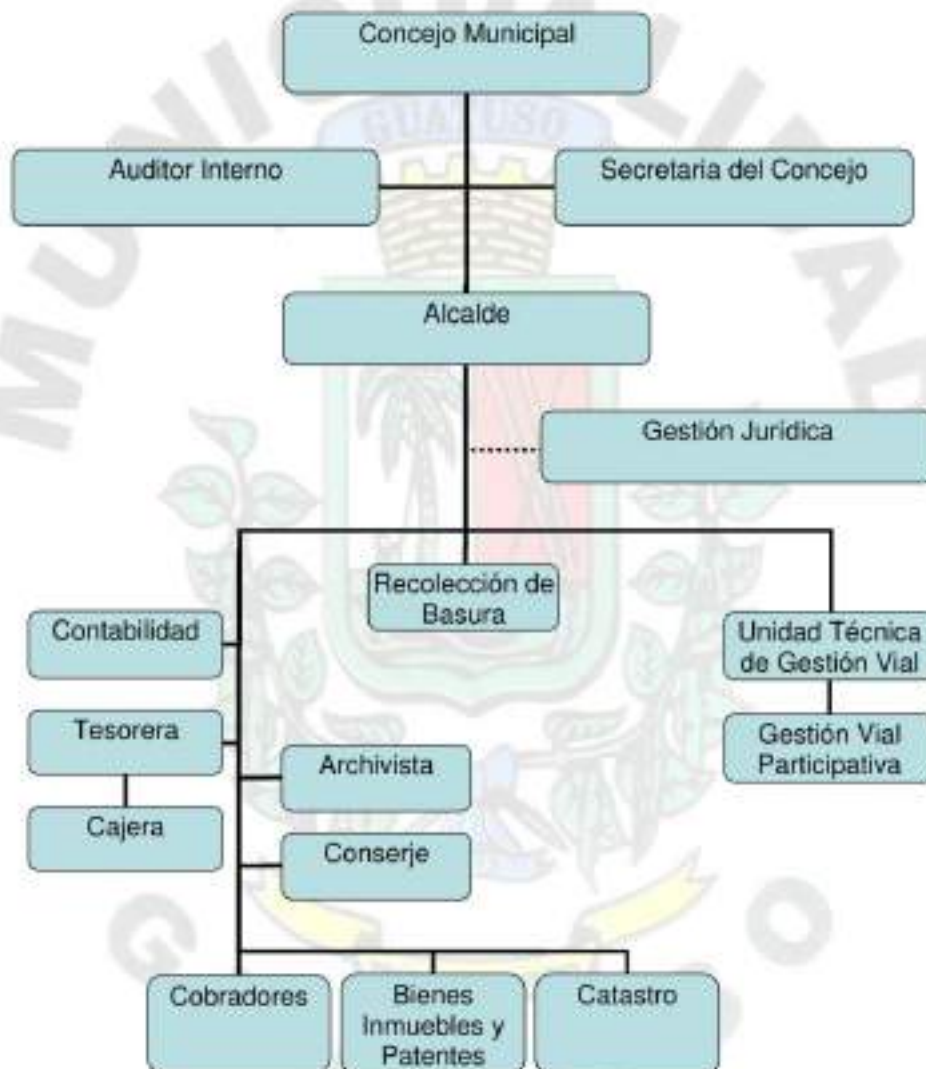 MUNICIPALIDAD
GUATUSO
Concejo Municipal
Auditor Interno
Secretaria del Concejo
Alcalde
Gestión Jurídica
Recolección de
Basura
Contabilidad
Unidad Técnica
de Gestión Vial
Tesorera
Gestión Vial
Participativa
Archivista
Cajera
Conserje
Cobradores
Bienes
Inmuebles y
Patentes
Catastro